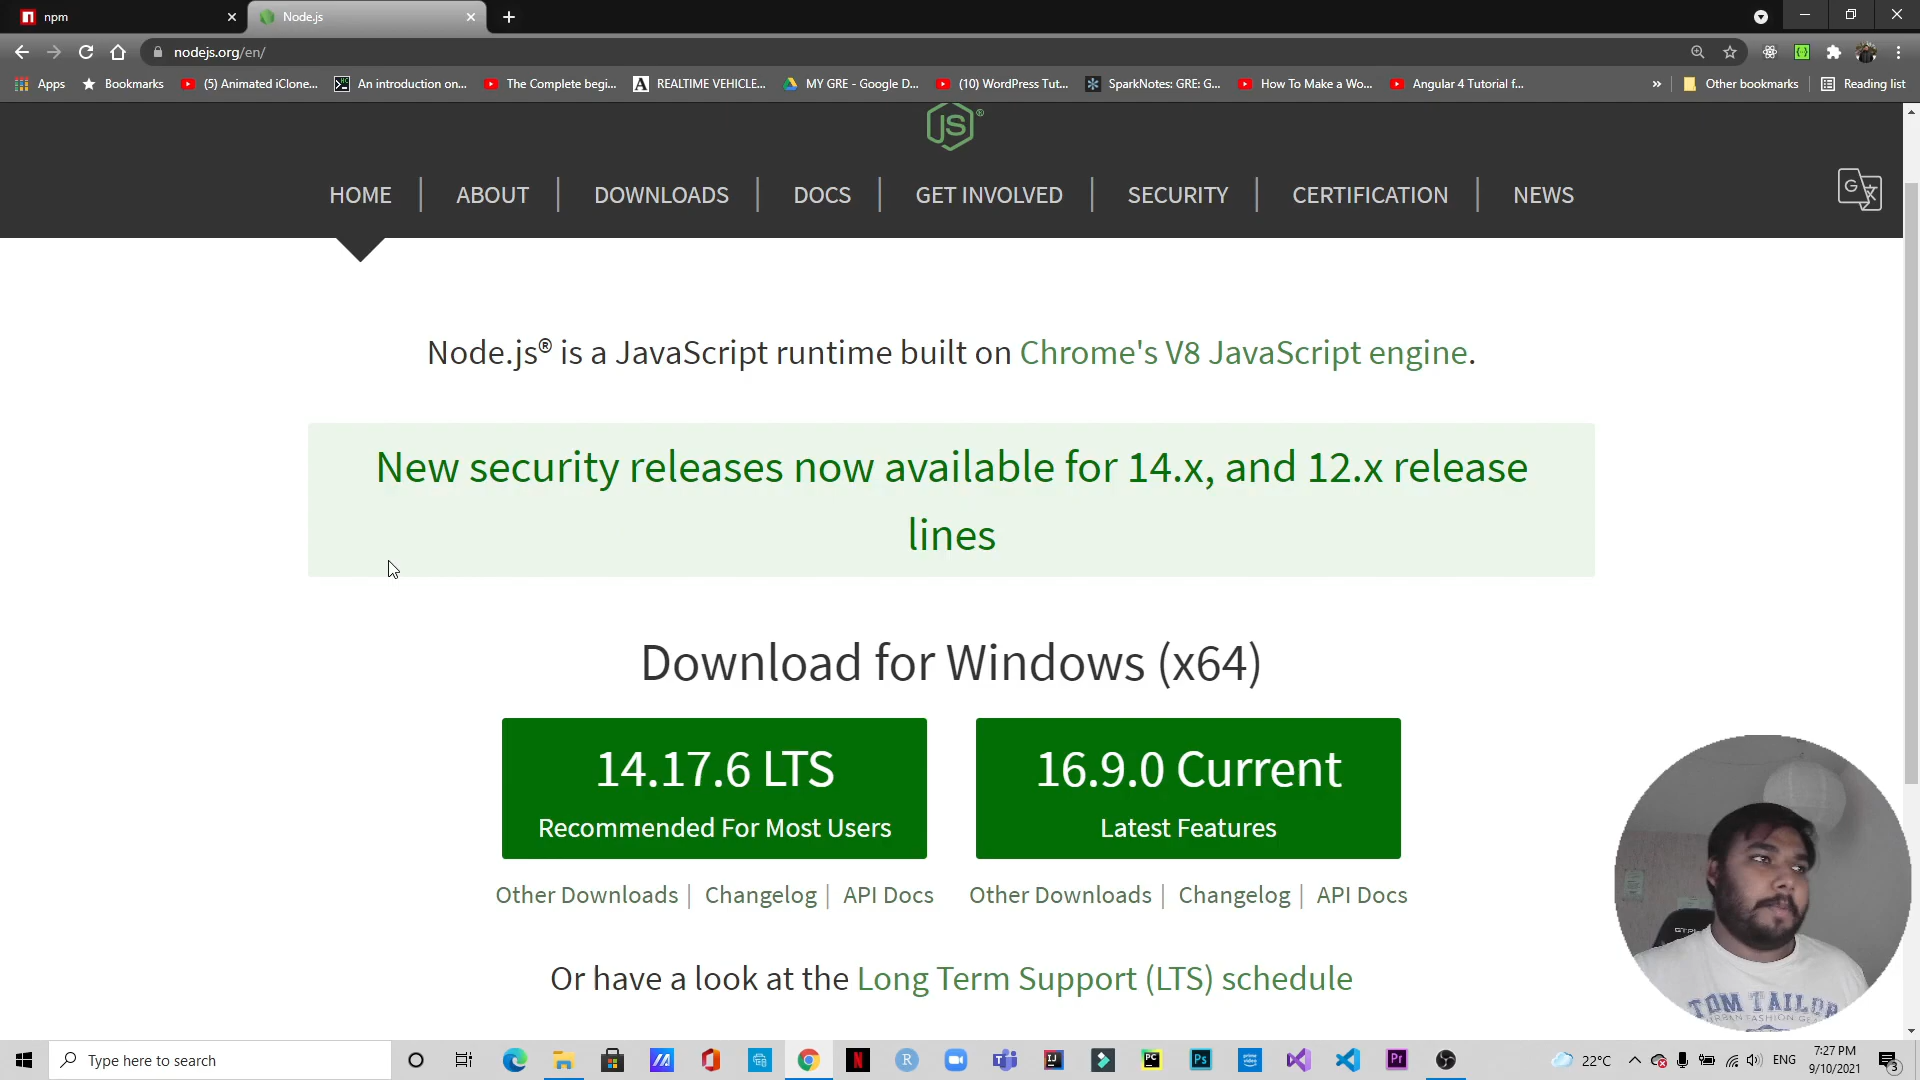 npm
Node.js
nodejs.org/en/
Apps
Bookmarks
(5) Animated iClone...
An introduction on...
The Complete begi...
REALTIME VEHICLE...
MY GRE - Google D...
(10) WordPress Tut...
SparkNotes: GRE: G...
How To Make a Wo...
Angular 4 Tutorial f...
»
Other bookmarks
Reading list
JS®
HOME | ABOUT | DOWNLOADS | DOCS | GET INVOLVED | SECURITY | CERTIFICATION | NEWS
Node.js® is a JavaScript runtime built on Chrome's V8 JavaScript engine.
New security releases now available for 14.x, and 12.x release
lines
Download for Windows (x64)
14.17.6 LTS
Recommended For Most Users
16.9.0 Current
Latest Features
Other Downloads | Changelog | API Docs
Other Downloads | Changelog | API Docs
Or have a look at the Long Term Support (LTS) schedule
TOM TAILOR
Type here to search
22°C
ENG
7:27 PM
9/10/2021
3